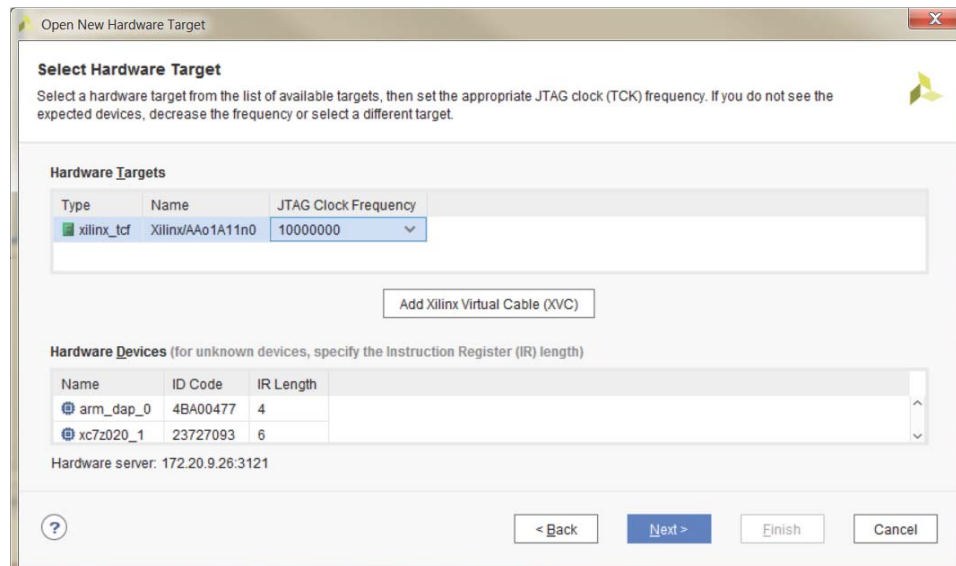 Open New Hardware Target
X
Select Hardware Target
Select a hardware target from the list of available targets, then set the appropriate JTAG clock (TCK) frequency. If you do not see the
expected devices, decrease the frequency or select a different target.
Hardware Targets
Type Name JTAG Clock Frequency
xilinx_tcf Xilinx/AAo1A11n0 10000000
Add Xilinx Virtual Cable (XVC)
Hardware Devices (for unknown devices, specify the Instruction Register (IR) length)
Name ID Code IR Length
arm_dap_0 4BA00477 4
xc7z020_1 23727093 6
Hardware server: 172.20.9.26:3121
? < Back Next > Finish Cancel